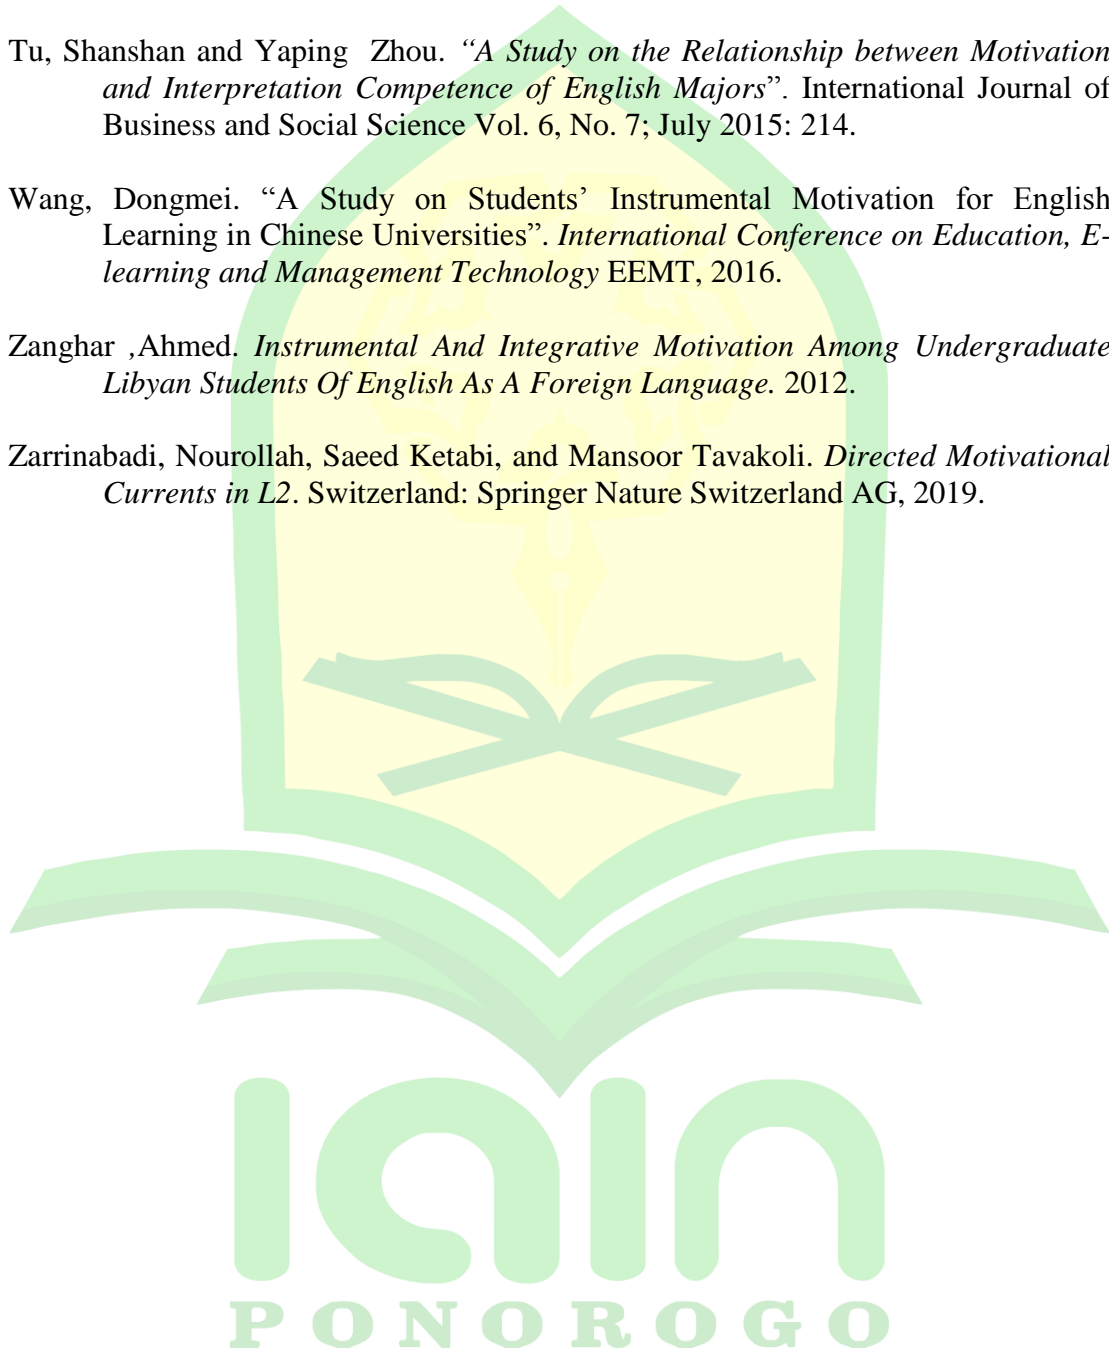 Tu, Shanshan and Yaping Zhou. “A Study on the Relationship between Motivation
and Interpretation Competence of English Majors”. International Journal of
Business and Social Science Vol. 6, No. 7; July 2015: 214.
Wang, Dongmei. “A Study on Students’ Instrumental Motivation for English
Learning in Chinese Universities”. International Conference on Education, E-
learning and Management Technology EEMT, 2016.
Zanghar ,Ahmed. Instrumental And Integrative Motivation Among Undergraduate
Libyan Students Of English As A Foreign Language. 2012.
Zarrinabadi, Nourollah, Saeed Ketabi, and Mansoor Tavakoli. Directed Motivational
Currents in L2. Switzerland: Springer Nature Switzerland AG, 2019.
iain
PONOROGO